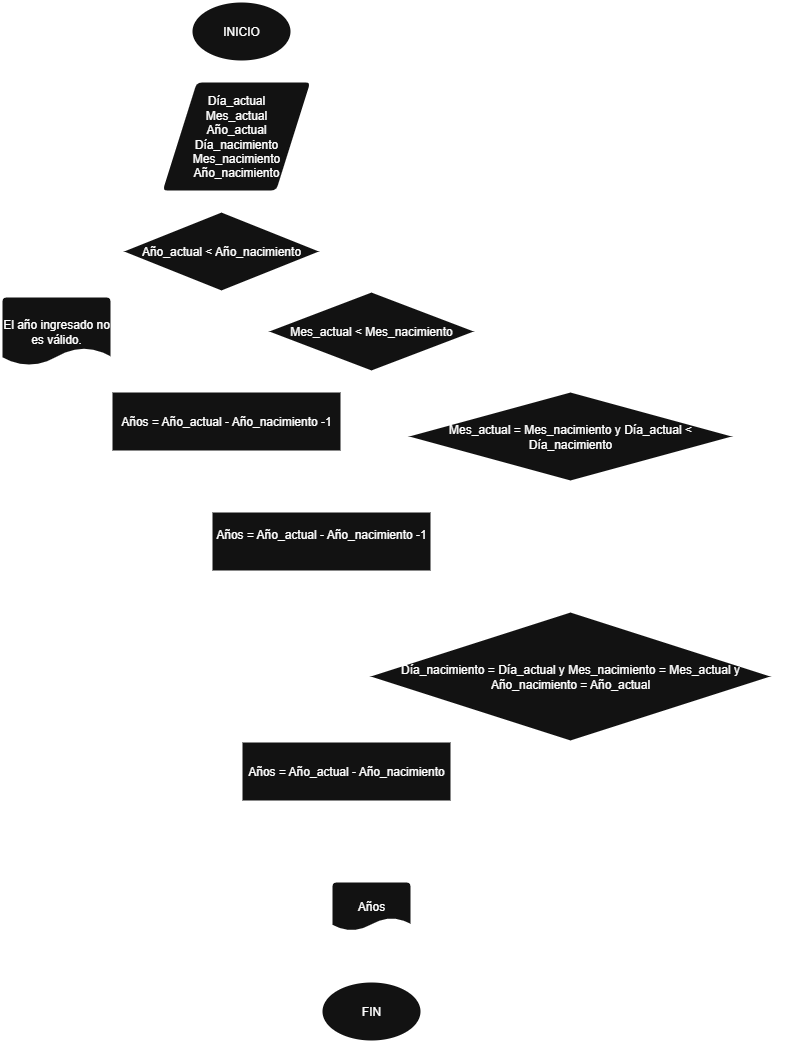 INICIO
Día_actual
Mes_actual
Año_actual
Día_nacimiento
Mes_nacimiento
Año_nacimiento
Año_actual < Año_nacimiento
El año ingresado no
es válido.
Mes_actual < Mes_nacimiento
Años = Año_actual - Año_nacimiento -1
Mes_actual = Mes_nacimiento y Día_actual <
Día_nacimiento
Años = Año_actual - Año_nacimiento -1
Día_nacimiento = Día_actual y Mes_nacimiento = Mes_actual y
Año_nacimiento = Año_actual
Años = Año_actual - Año_nacimiento
Años
FIN